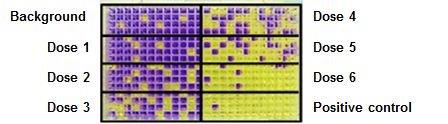 Background
Dose 1
Dose 2
Dose 3
Dose 4
Dose 5
Dose 6
Positive control